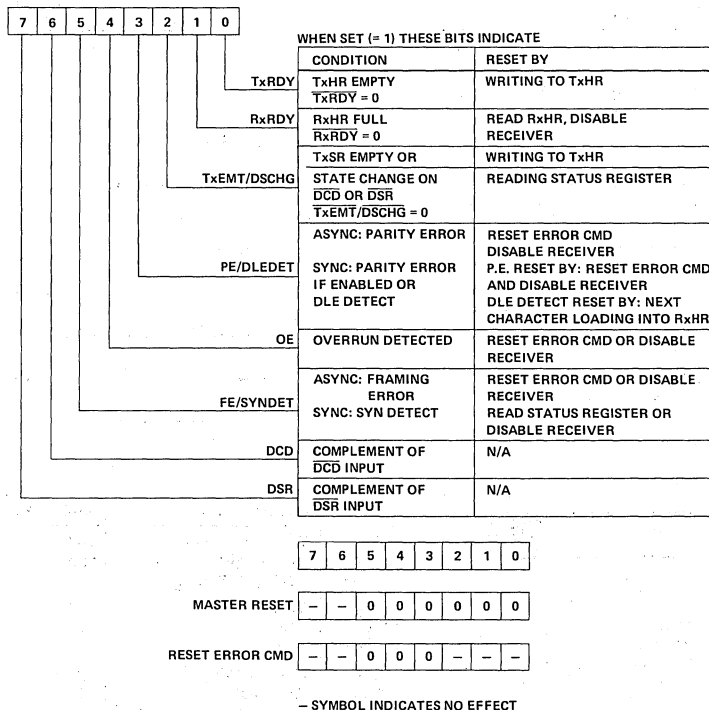 7 6 5 4 3 2 1 0
WHEN SET (= 1) THESE BITS INDICATE
CONDITION RESET BY
TxRDY TxHR EMPTY WRITING TO TxHR
TxRDY = 0
RxRDY RxHR FULL READ RxHR, DISABLE
RxRDY = 0 RECEIVER
TxSR EMPTY OR WRITING TO TxHR
TxEMT/DSCHG STATE CHANGE ON READING STATUS REGISTER
DCD OR DSR
TxEMT/DSCHG = 0
ASYNC: PARITY ERROR RESET ERROR CMD
DISABLE RECEIVER
PE/DLEDET SYNC: PARITY ERROR P.E. RESET BY: RESET ERROR CMD
IF ENABLED OR AND DISABLE RECEIVER
DLE DETECT DLE DETECT RESET BY: NEXT
CHARACTER LOADING INTO RxHR
OE OVERRUN DETECTED RESET ERROR CMD OR DISABLE
RECEIVER
ASYNC: FRAMING RESET ERROR CMD OR DISABLE
FE/SYNDET ERROR RECEIVER
SYNC: SYN DETECT READ STATUS REGISTER OR
DISABLE RECEIVER
DCD COMPLEMENT OF N/A
DCD INPUT
DSR COMPLEMENT OF N/A
DSR INPUT
7 6 5 4 3 2 1 0
MASTER RESET – – 0 0 0 0 0 0
RESET ERROR CMD – – 0 0 0 – – –
– SYMBOL INDICATES NO EFFECT